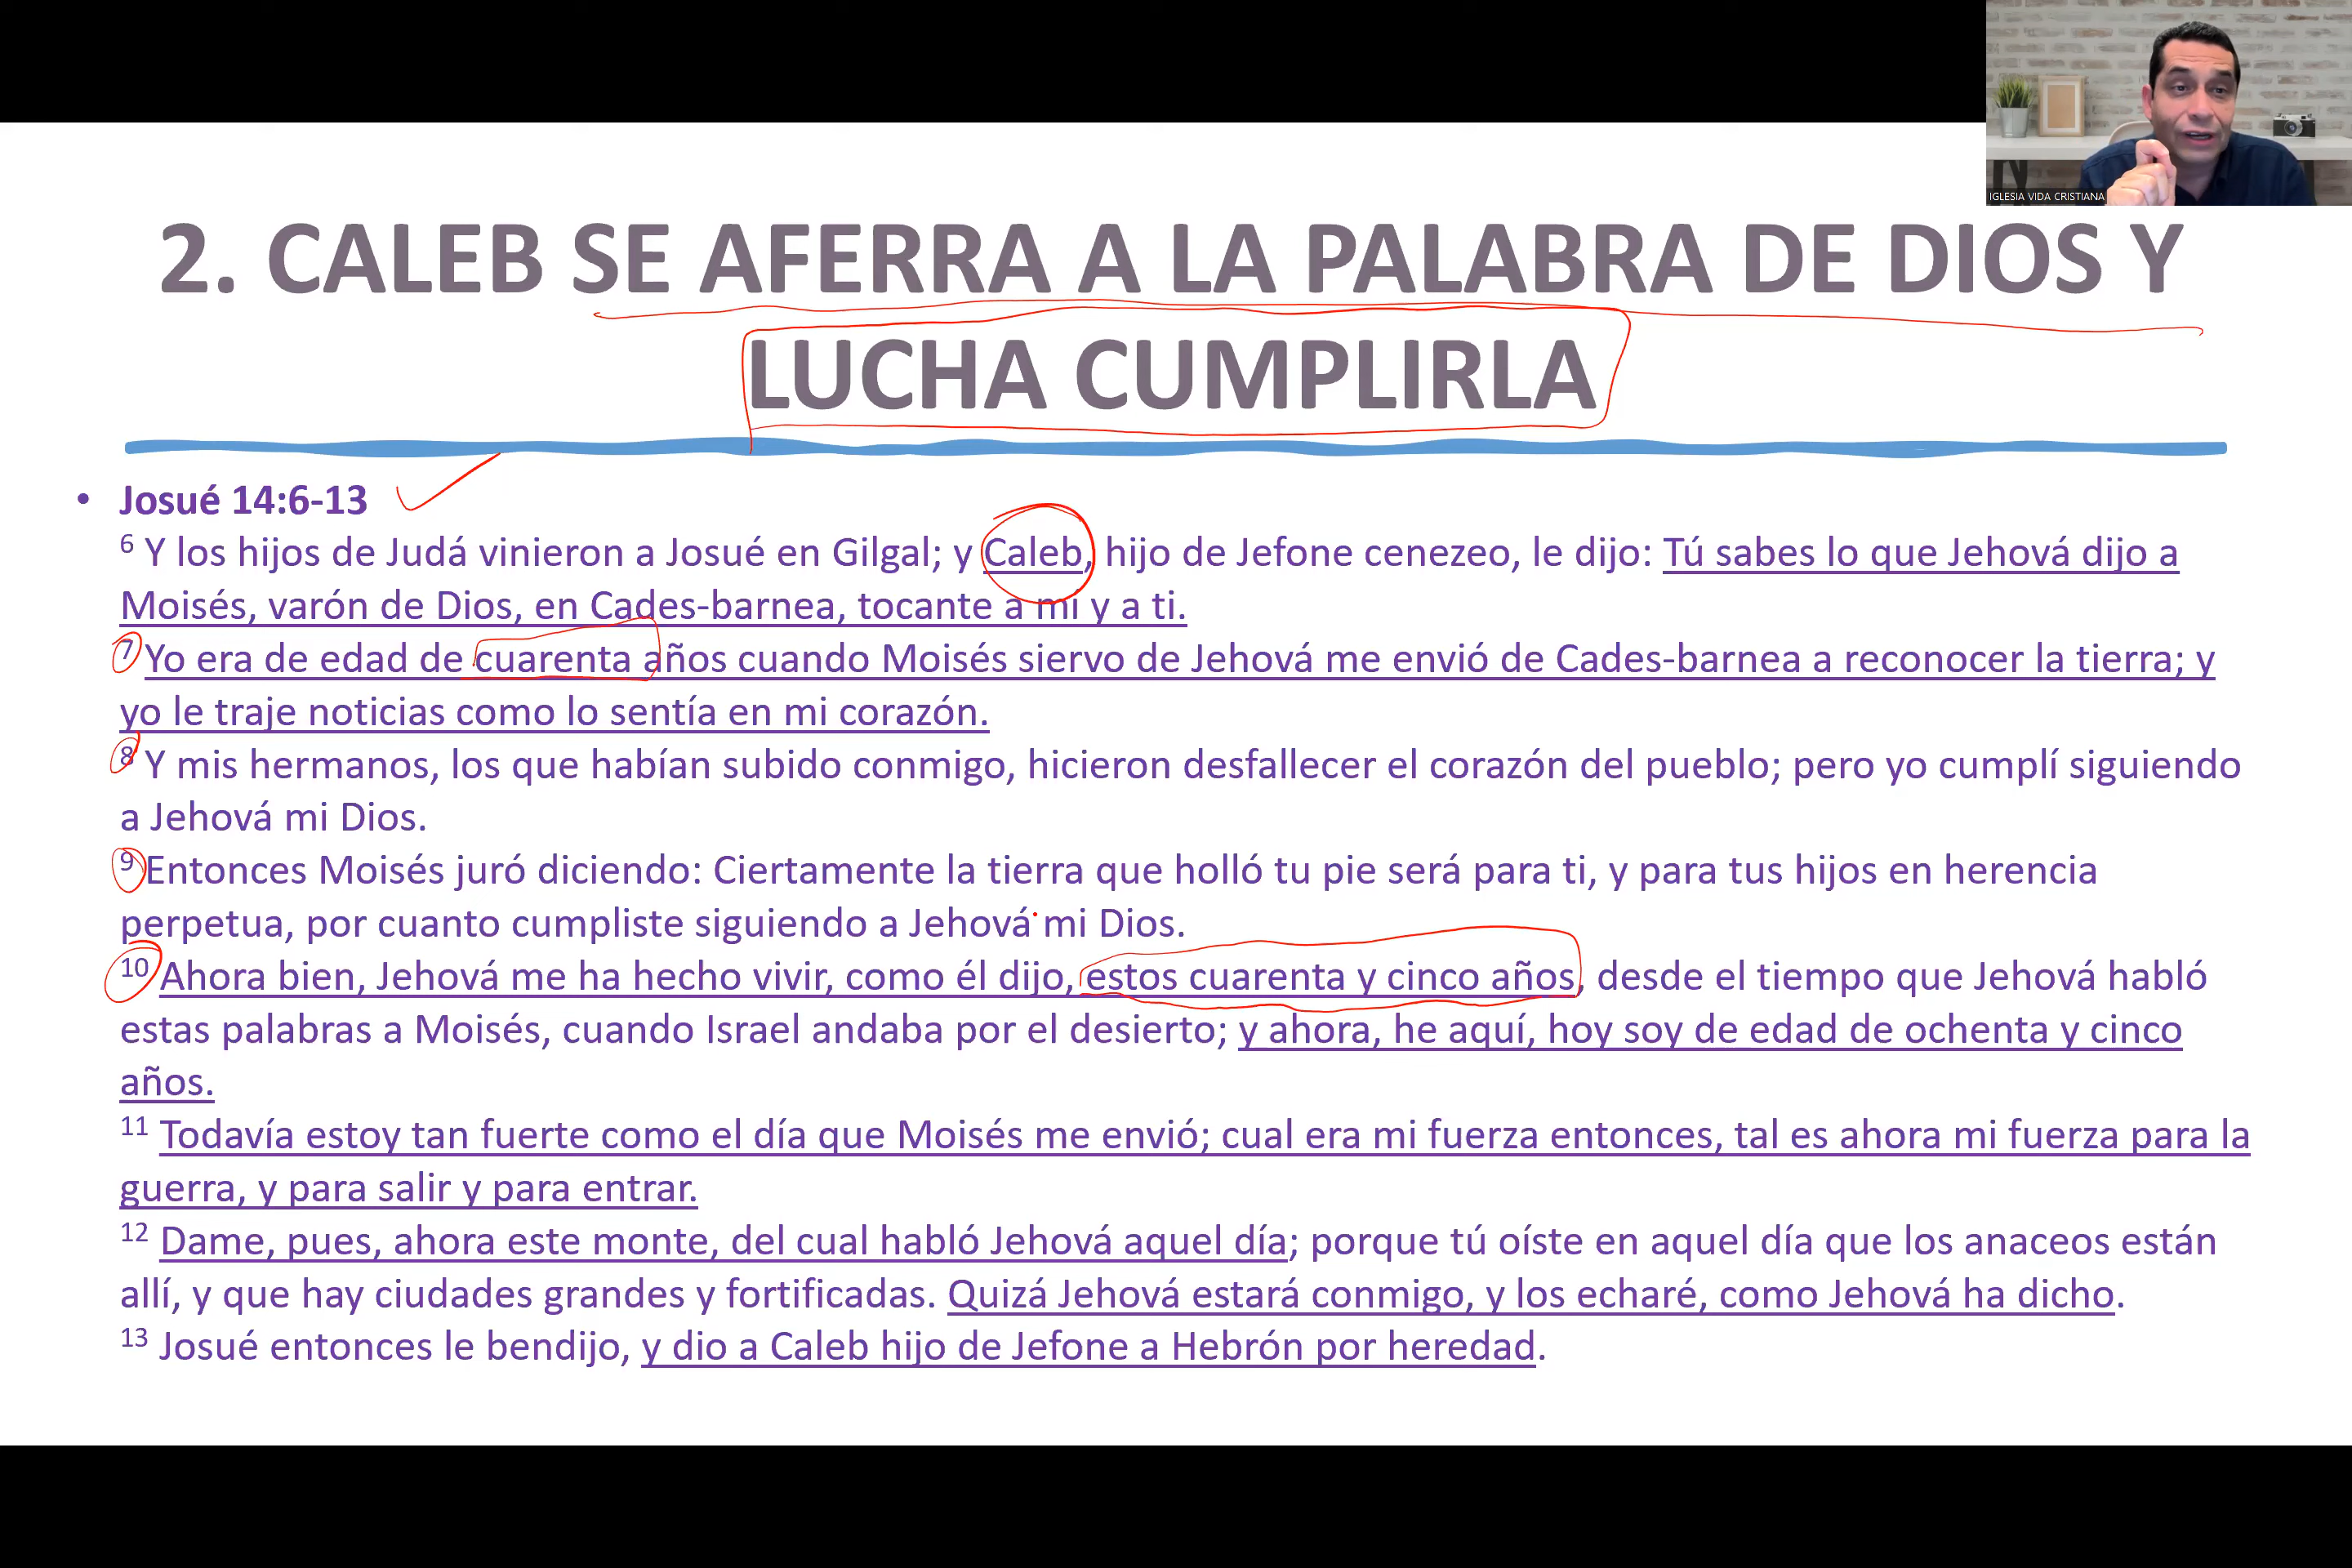 IGLESIA VIDA CRISTIANA
2. CALEB SE AFERRA A LA PALABRA DE DIOS Y
LUCHA CUMPLIRLA
• Josué 14:6-13
6 Y los hijos de Judá vinieron a Josué en Gilgal; y Caleb, hijo de Jefone cenezeo, le dijo: Tú sabes lo que Jehová dijo a
Moisés, varón de Dios, en Cades-barnea, tocante a mí y a ti.
7 Yo era de edad de cuarenta años cuando Moisés siervo de Jehová me envió de Cades-barnea a reconocer la tierra; y
yo le traje noticias como lo sentía en mi corazón.
8 Y mis hermanos, los que habían subido conmigo, hicieron desfallecer el corazón del pueblo; pero yo cumplí siguiendo
a Jehová mi Dios.
9 Entonces Moisés juró diciendo: Ciertamente la tierra que holló tu pie será para ti, y para tus hijos en herencia
perpetua, por cuanto cumpliste siguiendo a Jehová mi Dios.
10 Ahora bien, Jehová me ha hecho vivir, como él dijo, estos cuarenta y cinco años, desde el tiempo que Jehová habló
estas palabras a Moisés, cuando Israel andaba por el desierto; y ahora, he aquí, hoy soy de edad de ochenta y cinco
años.
11 Todavía estoy tan fuerte como el día que Moisés me envió; cual era mi fuerza entonces, tal es ahora mi fuerza para la
guerra, y para salir y para entrar.
12 Dame, pues, ahora este monte, del cual habló Jehová aquel día; porque tú oíste en aquel día que los anaceos están
allí, y que hay ciudades grandes y fortificadas. Quizá Jehová estará conmigo, y los echaré, como Jehová ha dicho.
13 Josué entonces le bendijo, y dio a Caleb hijo de Jefone a Hebrón por heredad.